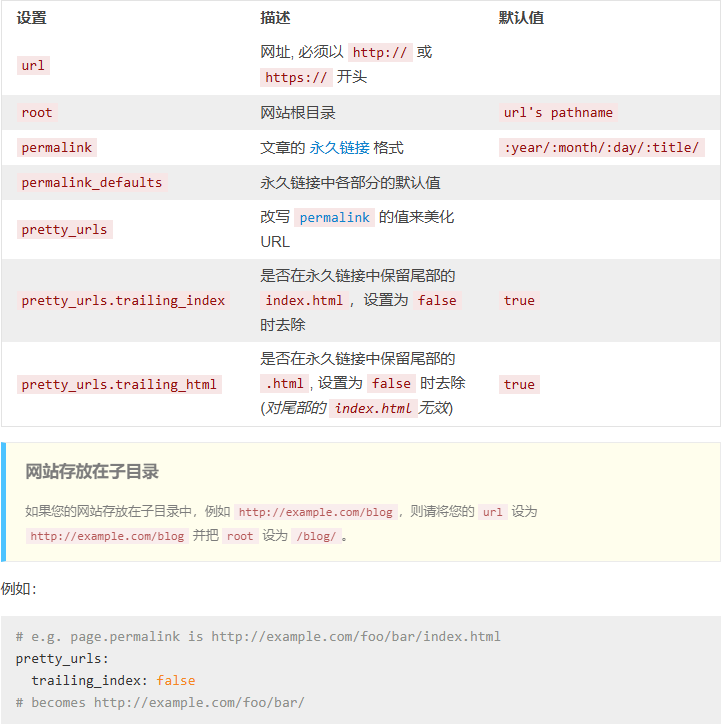 设置 描述 默认值
url 网址, 必须以 http:// 或
https:// 开头
root 网站根目录 url's pathname
permalink 文章的 永久链接 格式 :year/:month/:day/:title/
permalink_defaults 永久链接中各部分的默认值
pretty_urls 改写 permalink 的值来美化
URL
是否在永久链接中保留尾部的
pretty_urls.trailing_index index.html ，设置为 false true
时去除
是否在永久链接中保留尾部的
pretty_urls.trailing_html .html , 设置为 false 时去除 true
(对尾部的 index.html 无效)
网站存放在子目录
如果您的网站存放在子目录中，例如 http://example.com/blog ，则请将您的 url 设为
http://example.com/blog 并把 root 设为 /blog/ 。
例如：
# e.g. page.permalink is http://example.com/foo/bar/index.html
pretty_urls:
  trailing_index: false
# becomes http://example.com/foo/bar/